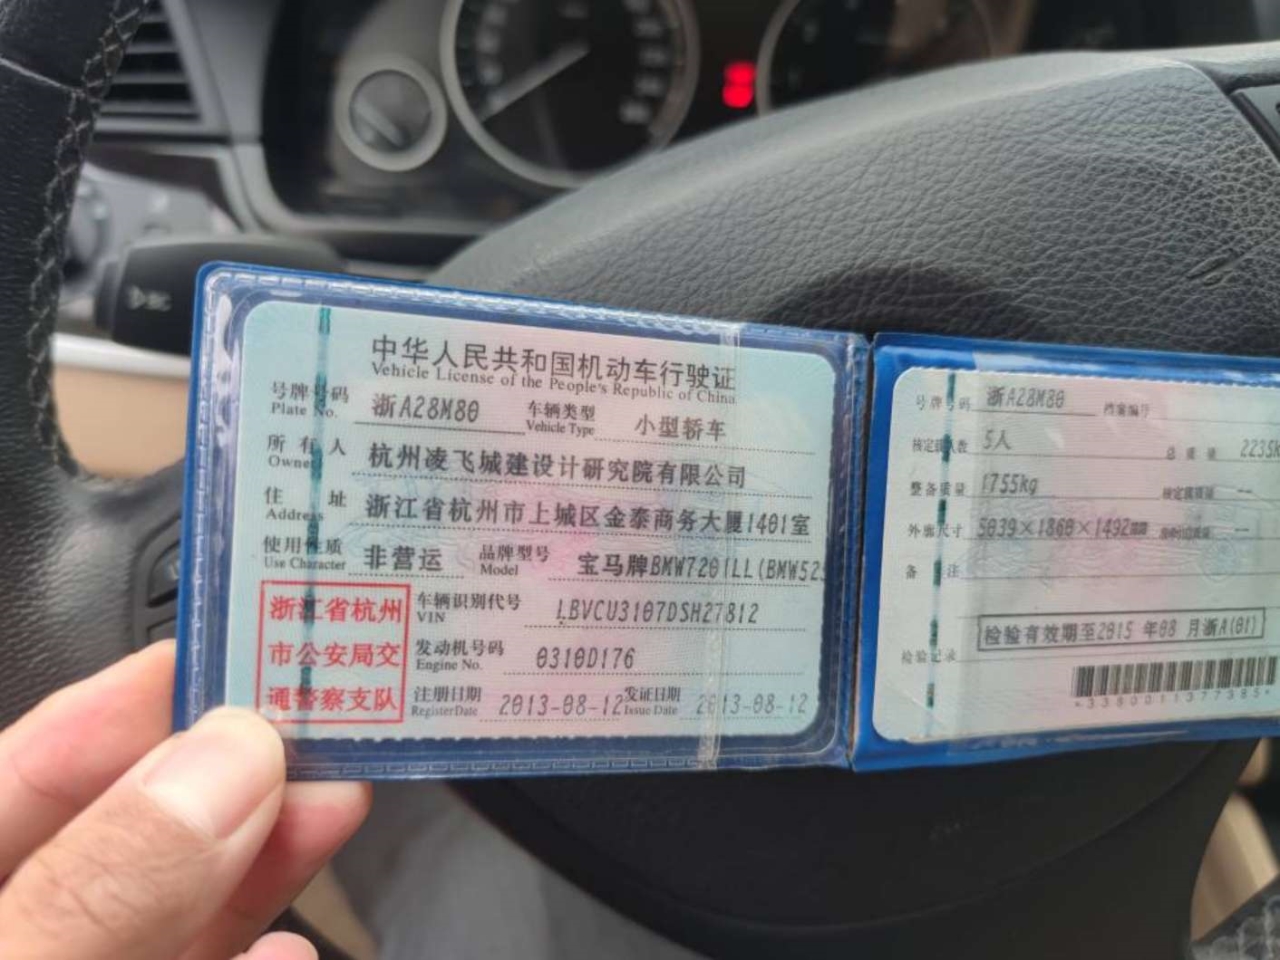 中华人民共和国机动车行驶证
Vehicle License of the People's Republic of China
号牌号码 浙A28M80 车辆类型 小型轿车
Plate No. Vehicle Type
所有人 杭州凌飞城建设计研究院有限公司
Owner
住址 浙江省杭州市上城区金泰商务大厦1401室
Address
使用性质 非营运 品牌型号 宝马牌BMW7201LL(BMW52
Use Character Model
浙江省杭州
市公安局交
通警察支队
车辆识别代号 LBVCU3107DSH27812
VIN
发动机号码 0310D176
Engine No.
注册日期 2013-08-12 发证日期 2013-08-12
Register Date Issue Date
号牌号码 浙A28M80 档案编号
核定载人数 5人 总质量 2235K
整备质量 1755kg 核定载质量 --
外廓尺寸 5039×1860×1492
备注
检验有效期至2015 年08 月浙A(01)
检验记录